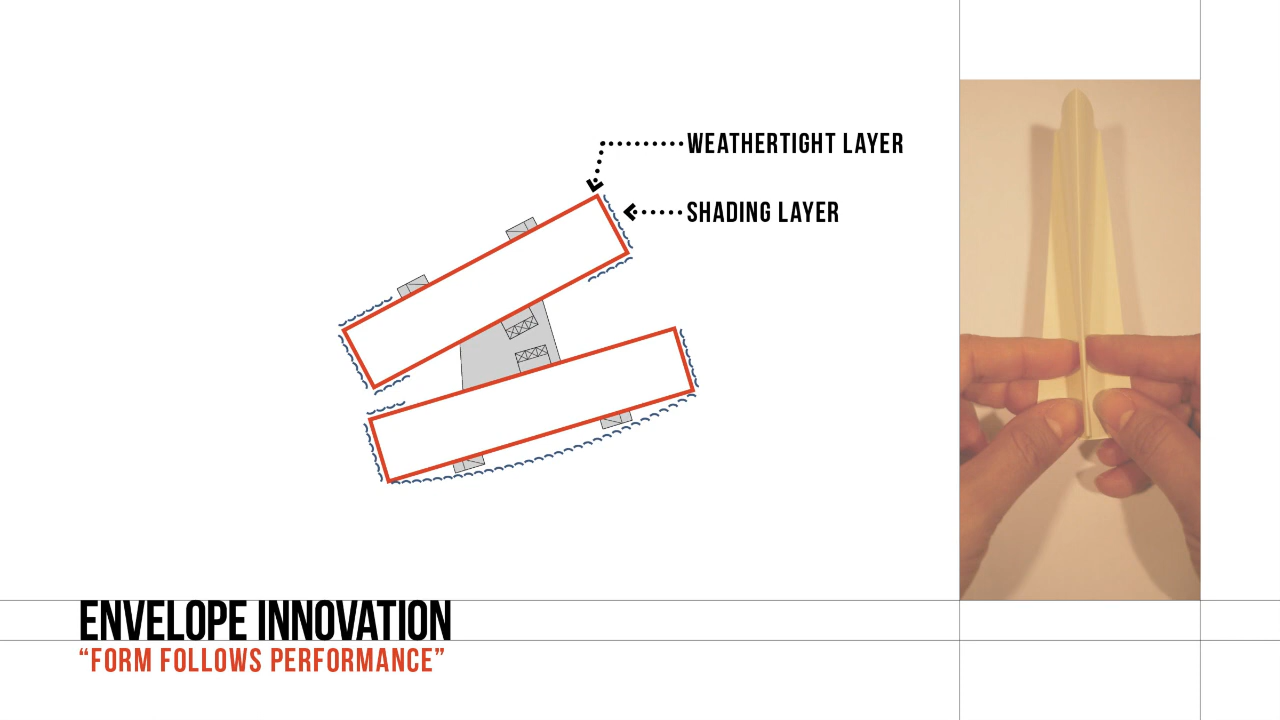 WEATHERTIGHT LAYER
SHADING LAYER
ENVELOPE INNOVATION
“FORM FOLLOWS PERFORMANCE”